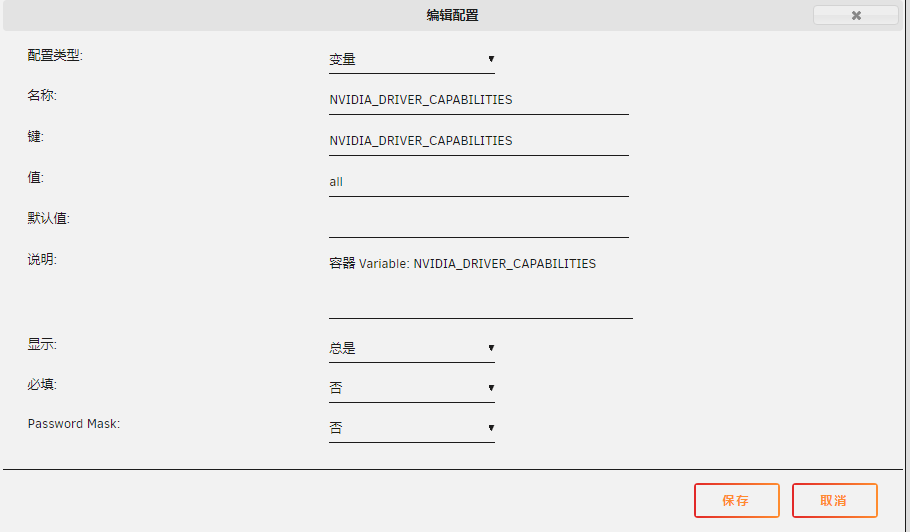 编辑配置
配置类型:
变量
名称:
NVIDIA_DRIVER_CAPABILITIES
键:
NVIDIA_DRIVER_CAPABILITIES
值:
all
默认值:
说明:
容器 Variable: NVIDIA_DRIVER_CAPABILITIES
显示:
总是
必填:
否
Password Mask:
否
保存
取消